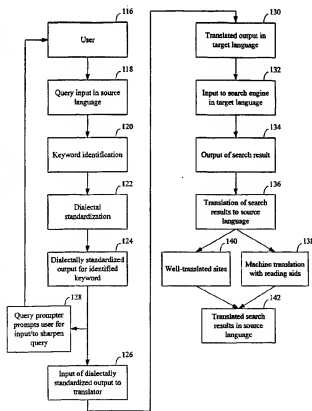 116
User
118
Query input in source
language
120
Keyword identification
122
Dialectal
standardization
124
Dialectally standardized
output for identified
keyword
128
Query prompter
prompts user for
input/to sharpen
query
126
Input of dialectally
standardized output to
translator
130
Translated output in
target language
132
Input to search engine
in target language
134
Output of search result
136
Translation of search
results to source
language
140
Well-translated sites
138
Machine translation
with reading aids
142
Translated search
results in source
language